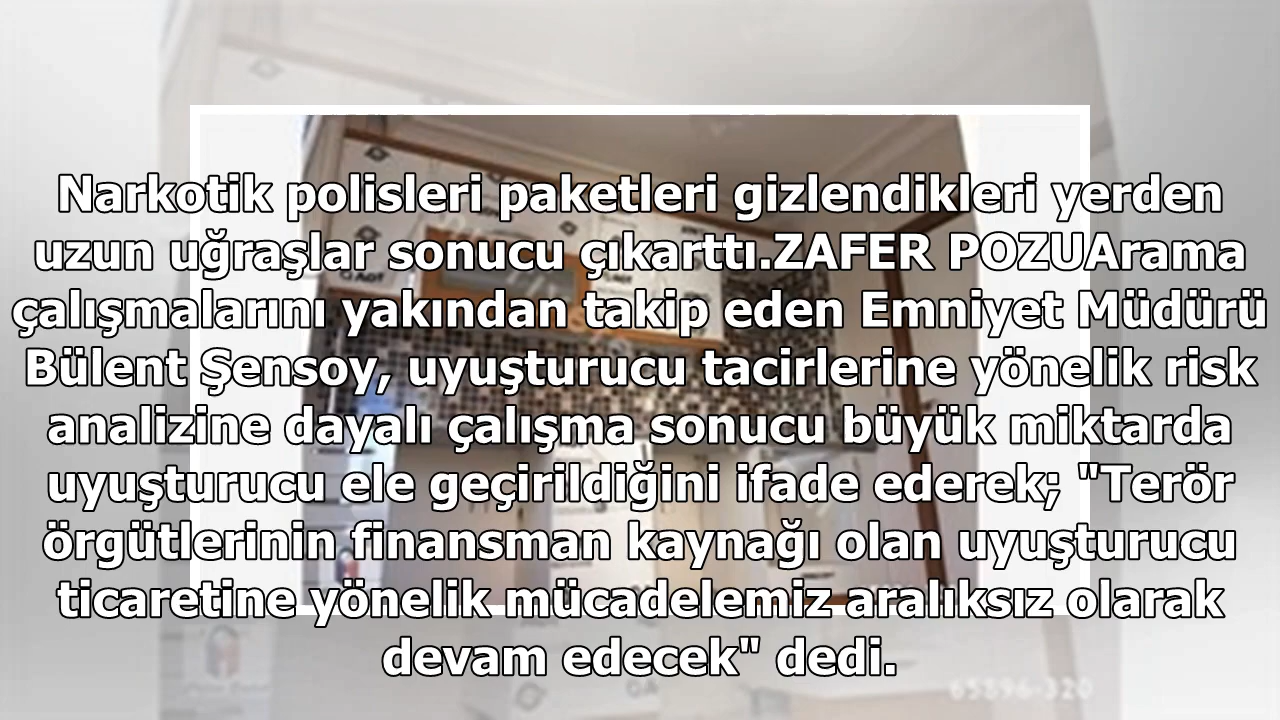 Narkotik polisleri paketleri gizlendikleri yerden
uzun uğraşlar sonucu çıkarttı.ZAFER POZUArama
çalışmalarını yakından takip eden Emniyet Müdürü
Bülent Şensoy, uyuşturucu tacirlerine yönelik risk
analizine dayalı çalışma sonucu büyük miktarda
uyuşturucu ele geçirildiğini ifade ederek; "Terör
örgütlerinin finansman kaynağı olan uyuşturucu
ticaretine yönelik mücadelemiz aralıksız olarak
devam edecek" dedi.
65896-320